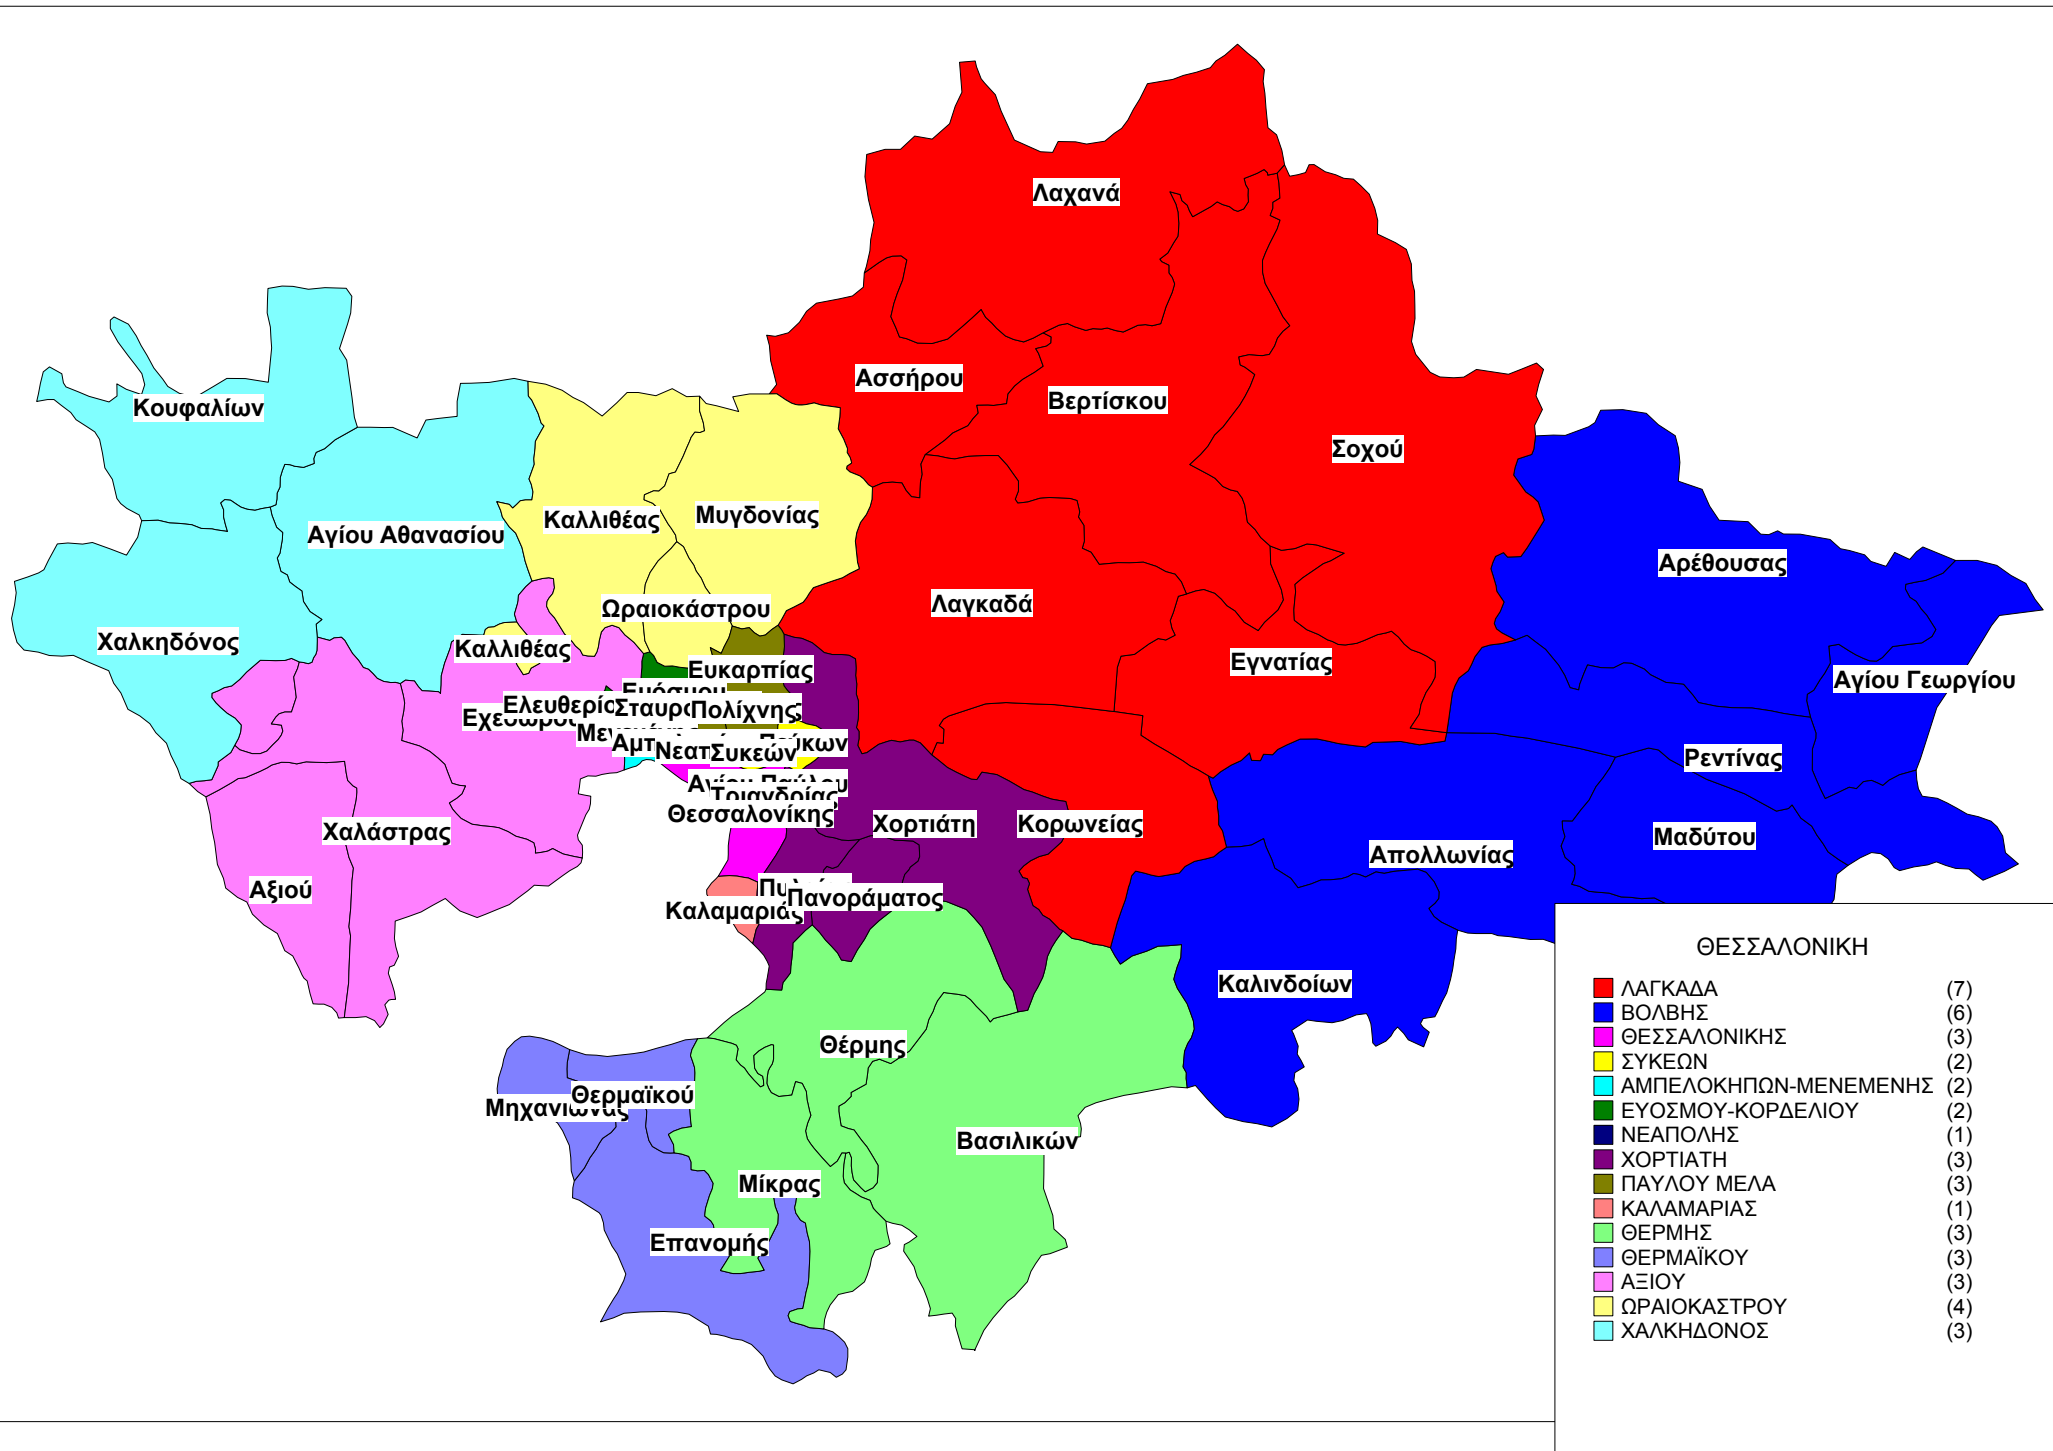 Λαχανά
Ασσήρου
Βερτίσκου
Κουφαλίων
Σοχού
Μυγδονίας
Καλλιθέας
Αγίου Αθανασίου
Αρέθουσας
Λαγκαδά
Ωραιοκάστρου
Χαλκηδόνος
Καλλιθέας
Εγνατίας
Ευκαρπίας
Αγίου Γεωργίου
Πολίχνης
Συκεών
Ρεντίνας
Θεσσαλονίκης
Χορτιάτη
Κορωνείας
Χαλάστρας
Μαδύτου
Απολλωνίας
Αξιού
Πανοράματος
Καλαμαριάς
Καλινδοίων
Θέρμης
Θερμαϊκού
Μηχανιώνας
Βασιλικών
Μίκρας
Επανομής
ΘΕΣΣΑΛΟΝΙΚΗ
ΛΑΓΚΑΔΑ (7)
ΒΟΛΒΗΣ (6)
ΘΕΣΣΑΛΟΝΙΚΗΣ (3)
ΣΥΚΕΩΝ (2)
ΑΜΠΕΛΟΚΗΠΩΝ-ΜΕΝΕΜΕΝΗΣ (2)
ΕΥΟΣΜΟΥ-ΚΟΡΔΕΛΙΟΥ (2)
ΝΕΑΠΟΛΗΣ (1)
ΧΟΡΤΙΑΤΗ (3)
ΠΑΥΛΟΥ ΜΕΛΑ (3)
ΚΑΛΑΜΑΡΙΑΣ (1)
ΘΕΡΜΗΣ (3)
ΘΕΡΜΑΪΚΟΥ (3)
ΑΞΙΟΥ (3)
ΩΡΑΙΟΚΑΣΤΡΟΥ (4)
ΧΑΛΚΗΔΟΝΟΣ (3)